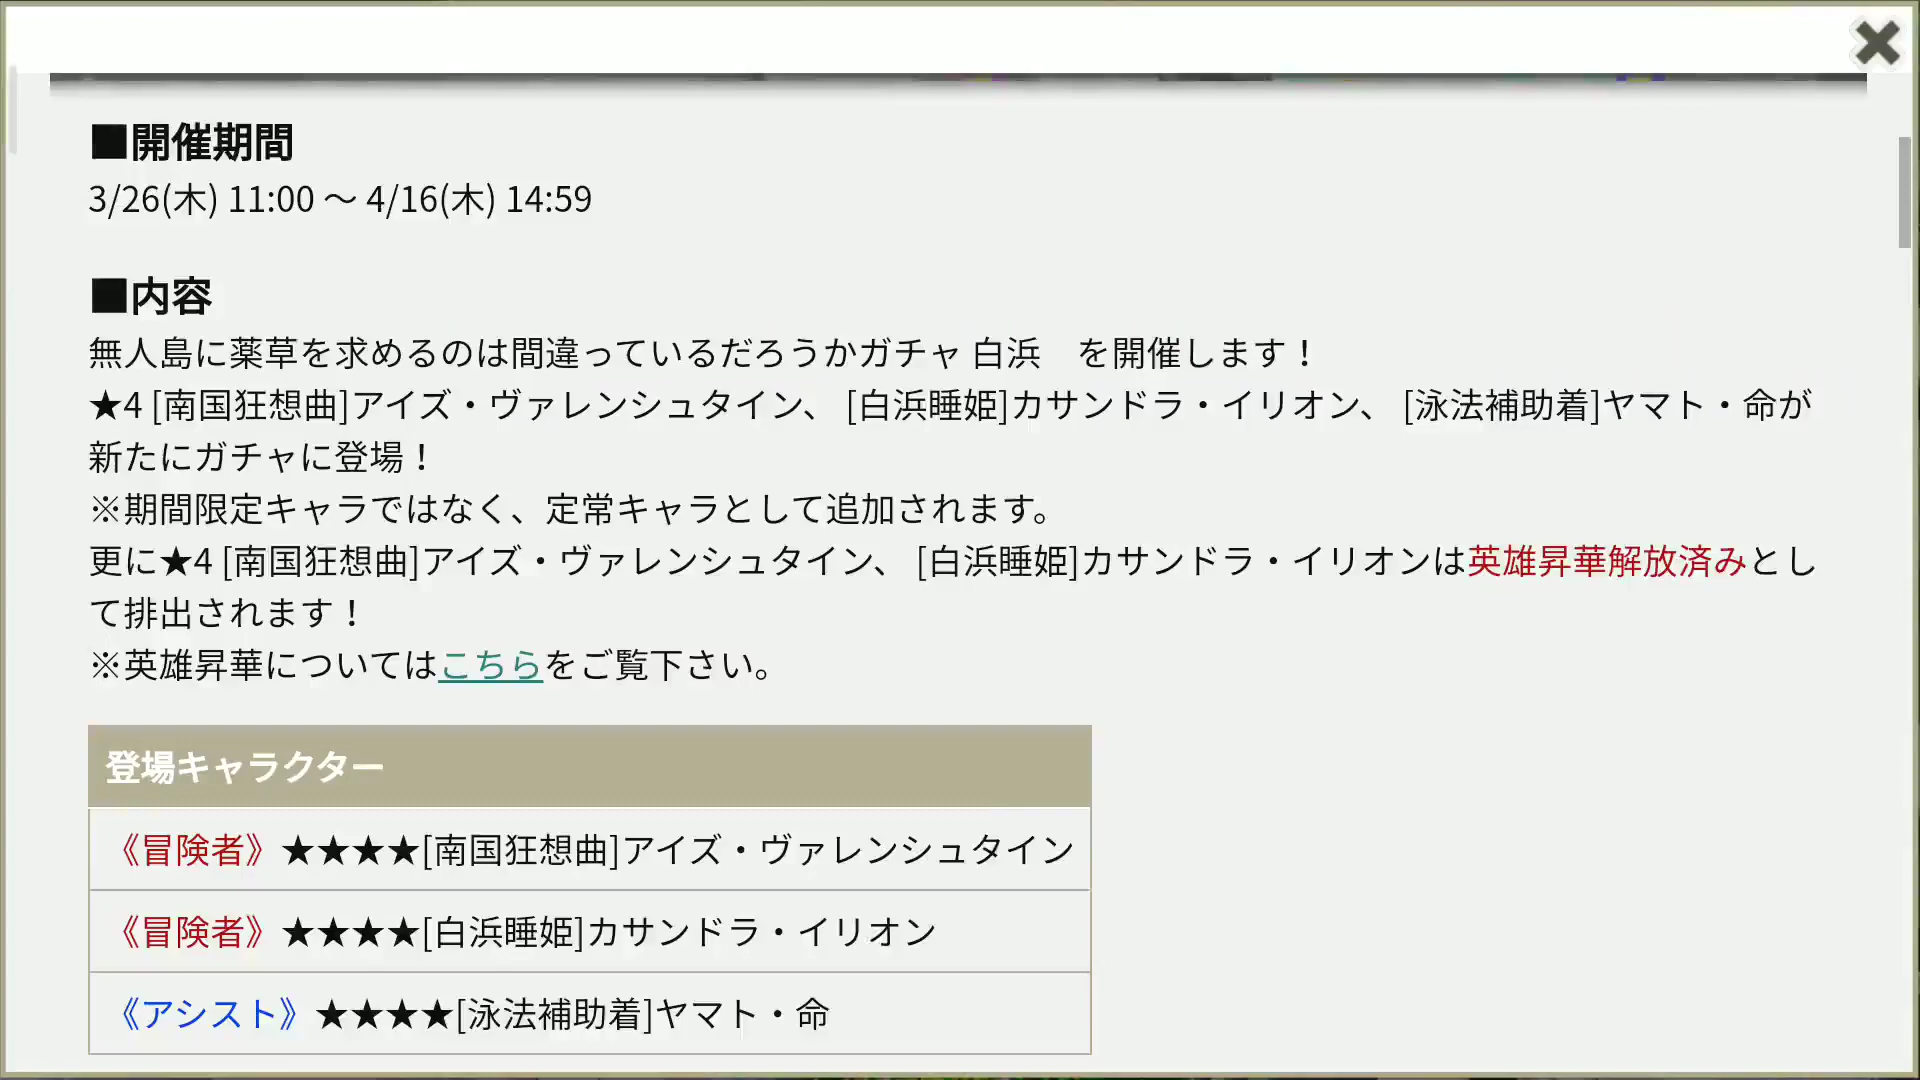 ■開催期間
3/26(木) 11:00 ～ 4/16(木) 14:59
■内容
無人島に薬草を求めるのは間違っているだろうかガチャ 白浜　を開催します！
★4 [南国狂想曲]アイズ・ヴァレンシュタイン、 [白浜睡姫]カサンドラ・イリオン、 [泳法補助着]ヤマト・命が
新たにガチャに登場！
※期間限定キャラではなく、定常キャラとして追加されます。
更に★4 [南国狂想曲]アイズ・ヴァレンシュタイン、 [白浜睡姫]カサンドラ・イリオンは英雄昇華解放済みとし
て排出されます！
※英雄昇華についてはこちらをご覧下さい。
登場キャラクター
《冒険者》★★★★[南国狂想曲]アイズ・ヴァレンシュタイン
《冒険者》★★★★[白浜睡姫]カサンドラ・イリオン
《アシスト》★★★★[泳法補助着]ヤマト・命